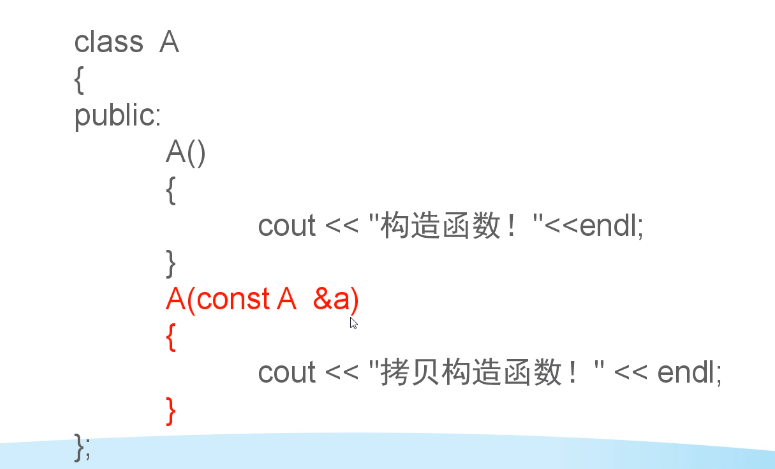 class  A
{
public:
A()
{
cout << "构造函数！"<<endl;
}
A(const A  &a)
{
cout << "拷贝构造函数！" << endl;
}
};